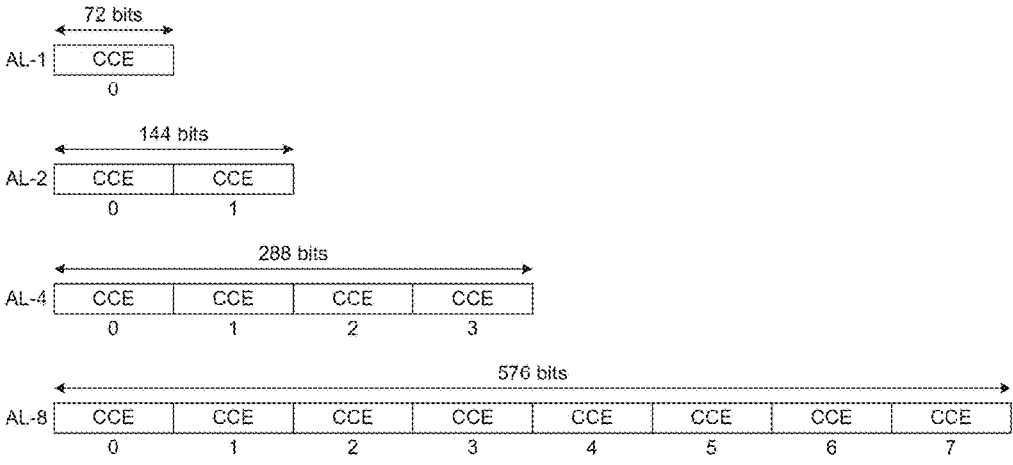 72 bits
AL-1 CCE
0
144 bits
AL-2 CCE CCE
0 1
288 bits
AL-4 CCE CCE CCE CCE
0 1 2 3
576 bits
AL-8 CCE CCE CCE CCE CCE CCE CCE CCE
0 1 2 3 4 5 6 7